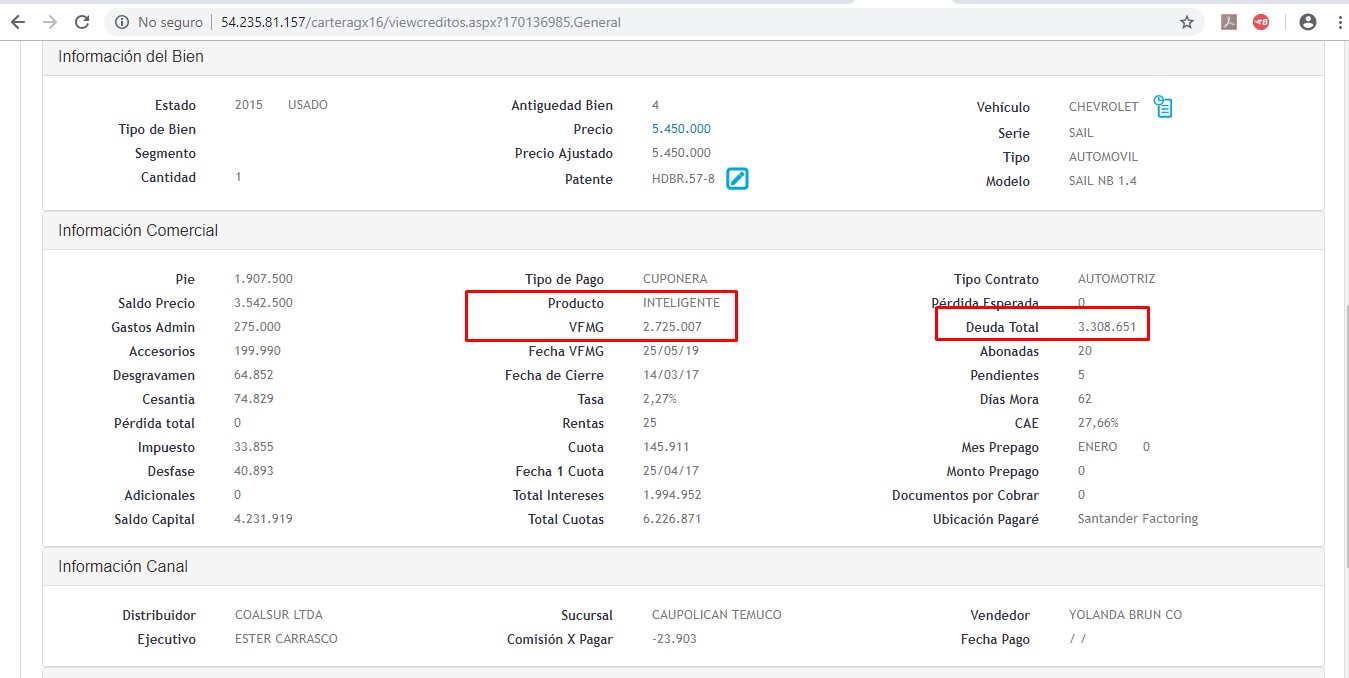 No seguro | 54.235.81.157/carteragx16/viewcreditos.aspx?170136985,General
Información del Bien
Estado 2015 USADO Antiguedad Bien 4 Vehículo CHEVROLET
Tipo de Bien Precio 5.450.000 Serie SAIL
Segmento Precio Ajustado 5.450.000 Tipo AUTOMOVIL
Cantidad 1 Patente HDBR.57-8 Modelo SAIL NB 1.4
Información Comercial
Pie 1.907.500 Tipo de Pago CUPONERA Tipo Contrato AUTOMOTRIZ
Saldo Precio 3.542.500 Producto INTELIGENTE Pérdida Esperada 0
Gastos Admin 275.000 VFMG 2.725.007 Deuda Total 3.308.651
Accesorios 199.990 Fecha VFMG 25/05/19 Abonadas 20
Desgravamen 64.852 Fecha de Cierre 14/03/17 Pendientes 5
Cesantia 74.829 Tasa 2,27% Días Mora 62
Pérdida total 0 Rentas 25 CAE 27,66%
Impuesto 33.855 Cuota 145.911 Mes Prepago ENERO 0
Desfase 40.893 Fecha 1 Cuota 25/04/17 Monto Prepago 0
Adicionales 0 Total Intereses 1.994.952 Documentos por Cobrar 0
Saldo Capital 4.231.919 Total Cuotas 6.226.871 Ubicación Pagaré Santander Factoring
Información Canal
Distribuidor COALSUR LTDA Sucursal CAUPOLICAN TEMUCO Vendedor YOLANDA BRUN CO
Ejecutivo ESTER CARRASCO Comisión X Pagar -23.903 Fecha Pago / /